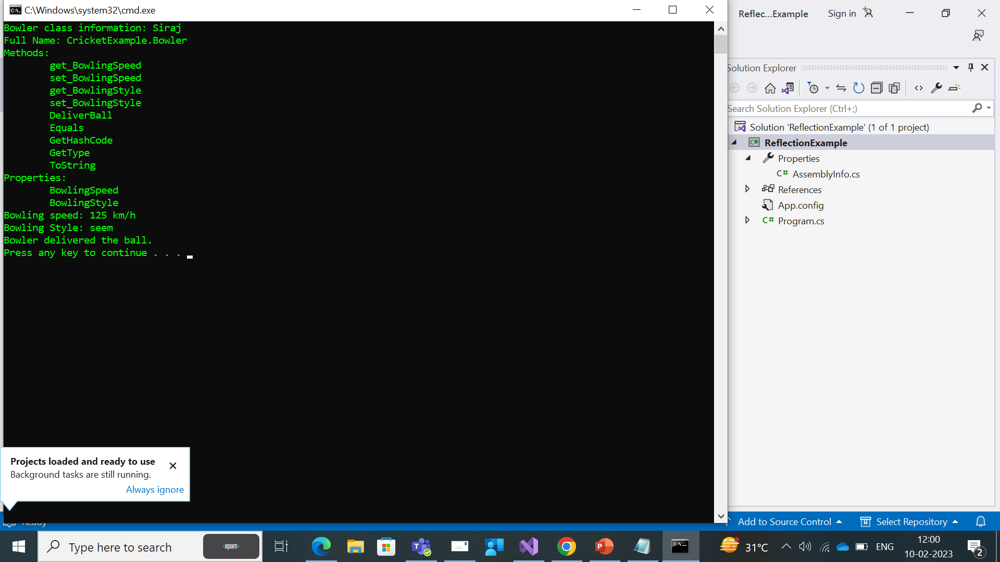 C:\Windows\system32\cmd.exe
Bowler class information: Siraj
Full Name: CricketExample.Bowler
Methods:
get_BowlingSpeed
set_BowlingSpeed
get_BowlingStyle
set_BowlingStyle
DeliverBall
Equals
GetHashCode
GetType
ToString
Properties:
BowlingSpeed
BowlingStyle
Bowling speed: 125 km/h
Bowling Style: seem
Bowler delivered the ball.
Press any key to continue . . .
Projects loaded and ready to use
Background tasks are still running.
Always ignore
Reflec...Example Sign in
Solution Explorer
Search Solution Explorer (Ctrl+;)
Solution 'ReflectionExample' (1 of 1 project)
C# ReflectionExample
Properties
C# AssemblyInfo.cs
References
App.config
C# Program.cs
Ready
Add to Source Control Select Repository
Type here to search
<epam>
31°C
ENG
12:00
10-02-2023
2